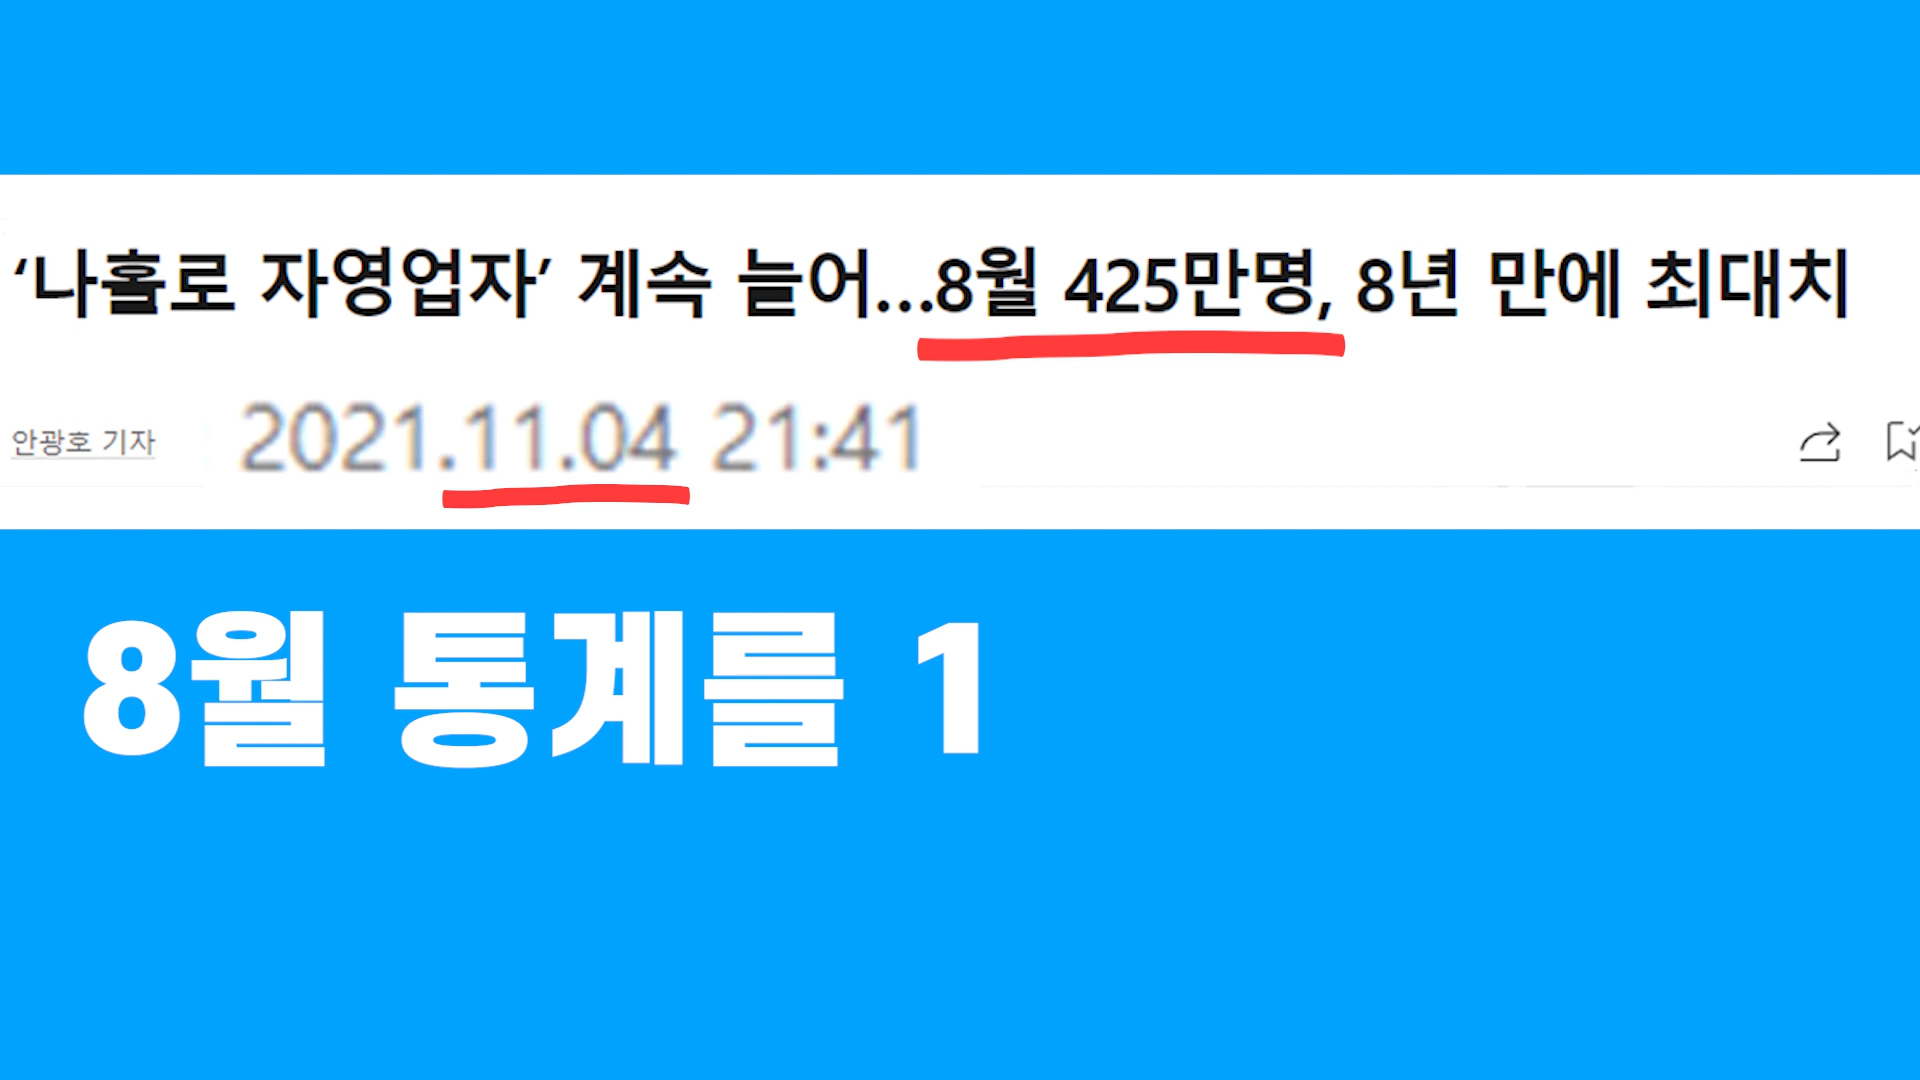 ‘나홀로 자영업자’ 계속 늘어…8월 425만명, 8년 만에 최대치
안광호 기자 2021.11.04 21:41
8월 통계를 1